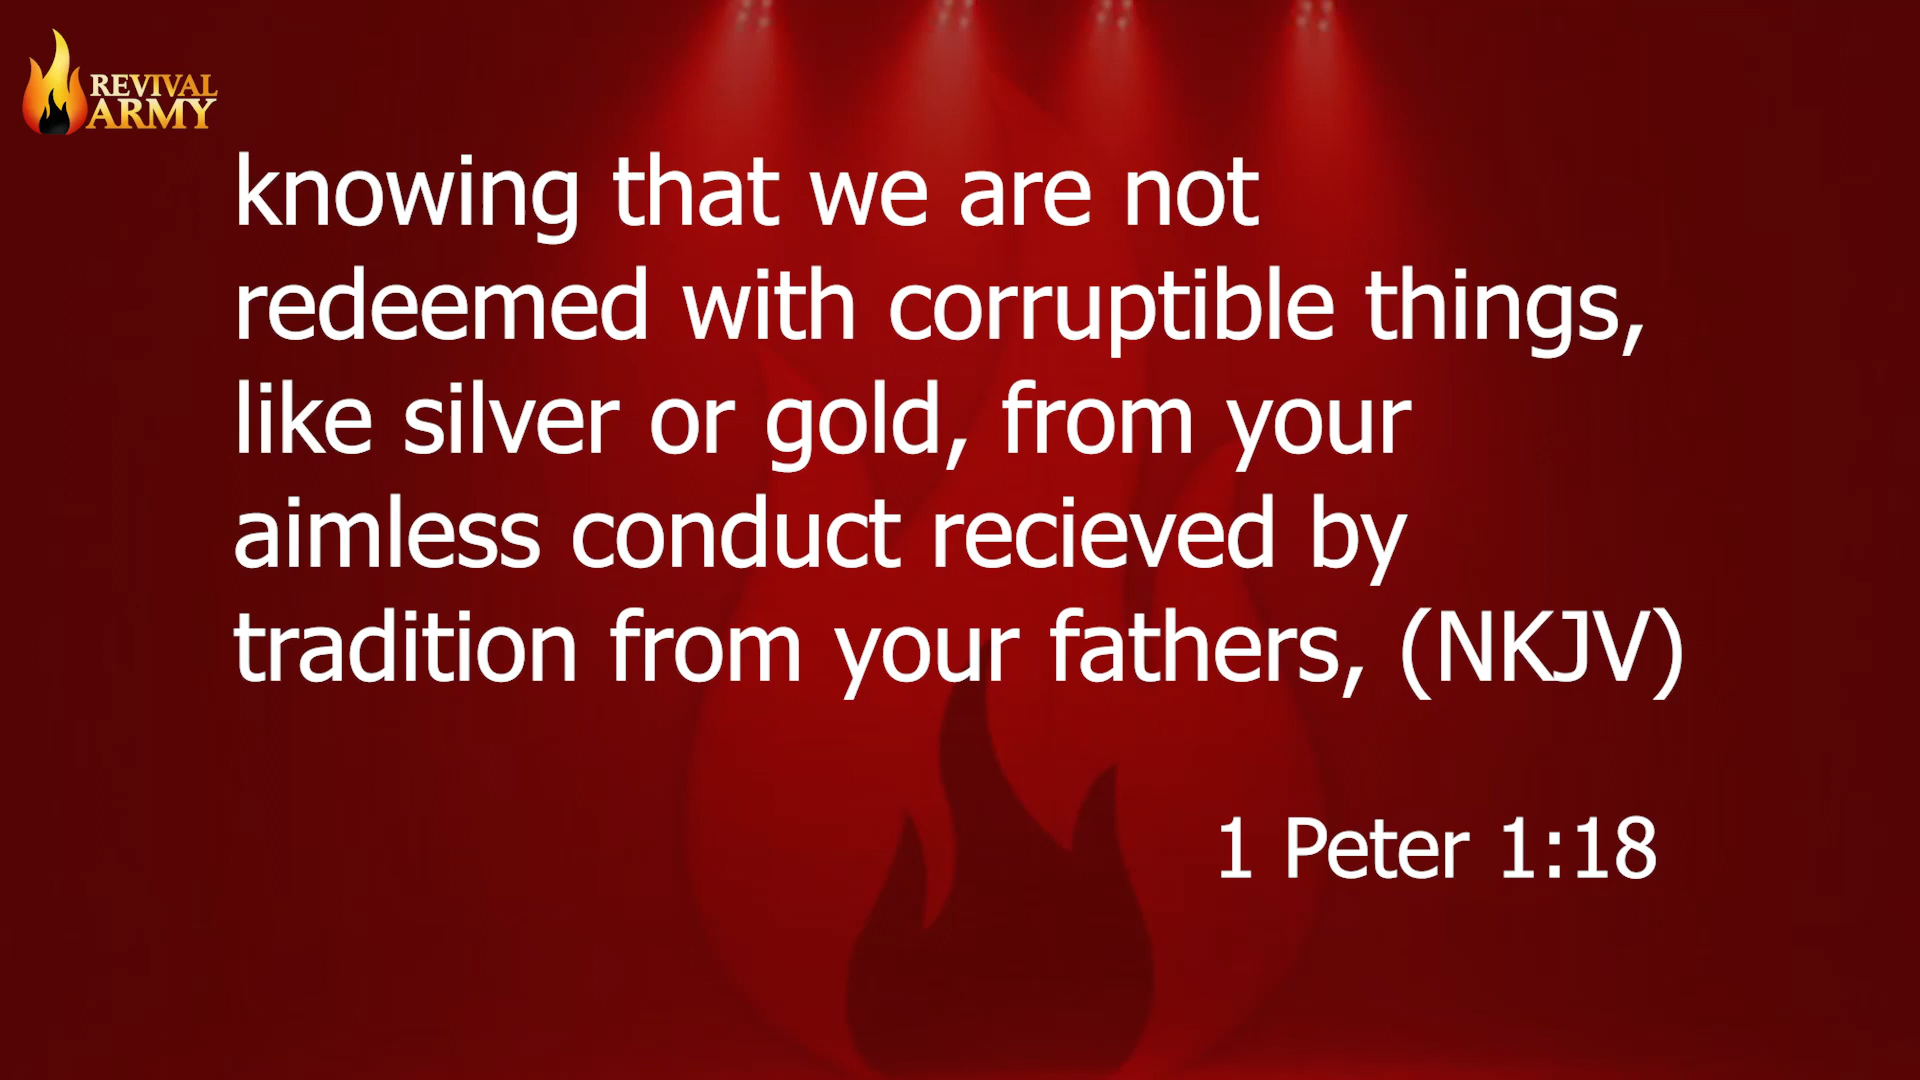 REVIVAL
ARMY
knowing that we are not
redeemed with corruptible things,
like silver or gold, from your
aimless conduct recieved by
tradition from your fathers, (NKJV)
1 Peter 1:18